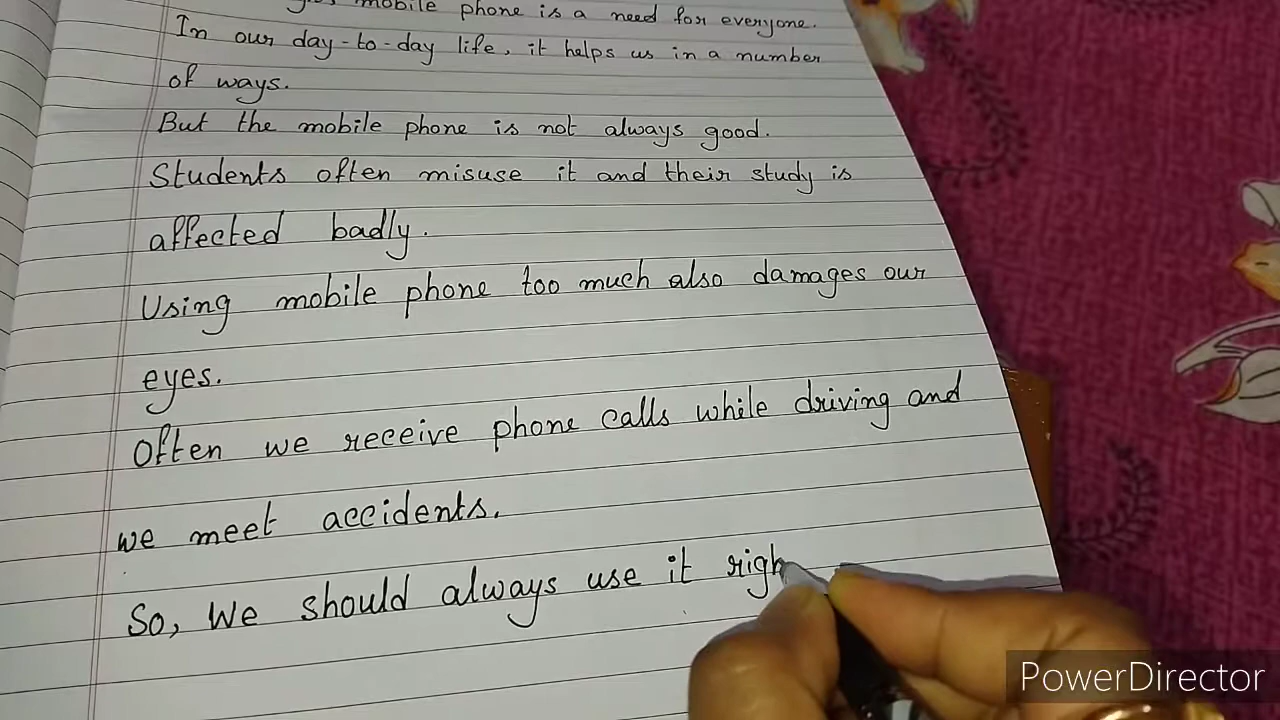 mobile phone is a need for everyone.
In our day-to-day life, it helps us in a number
of ways.
But the mobile phone is not always good.
Students often misuse it and their study is
affected badly.
Using mobile phone too much also damages our
eyes.
Often we receive phone calls while driving and
we meet accidents.
So, We should always use it righ
PowerDirector